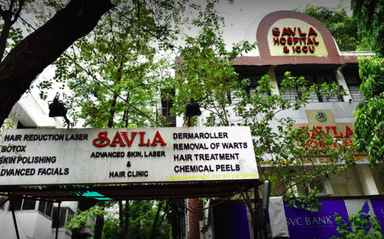 SAVLA
HOSPITAL
& ICCU
HAIR REDUCTION LASER
BOTOX
SKIN POLISHING
ADVANCED FACIALS
SAVLA
ADVANCED SKIN, LASER
&
HAIR CLINIC
DERMAROLLER
REMOVAL OF WARTS
HAIR TREATMENT
CHEMICAL PEELS
SAVLA
SVC BANK